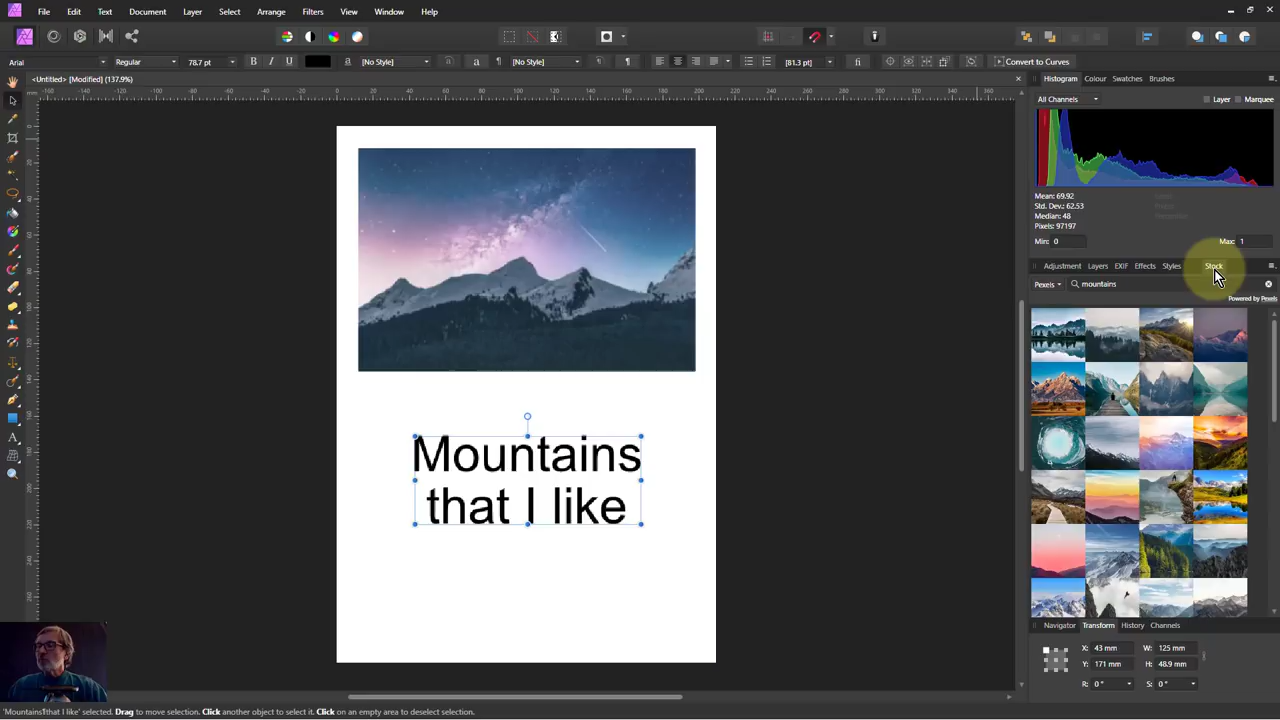 File Edit Text Document Layer Select Arrange Filters View Window Help
Arial Regular 78.7 pt B I U a [No Style] a ¶ [No Style] ¶ [81.3 pt] fi Convert to Curves
<Untitled> [Modified] (137.9%)
Histogram Colour Swatches Brushes
All Channels Layer Marquee
Mean: 69.92
Std. Dev.: 62.53
Median: 48
Pixels: 97197
Min: 0 Max: 1
Adjustment Layers EXIF Effects Styles Stock
Pexels mountains
Powered by Pexels
Mountains
that I like
Navigator Transform History Channels
X: 43 mm W: 125 mm
Y: 171 mm H: 48.9 mm
R: 0 ° S: 0 °
'Mountains¶that I like' selected. Drag to move selection. Click another object to select it. Click on an empty area to deselect selection.